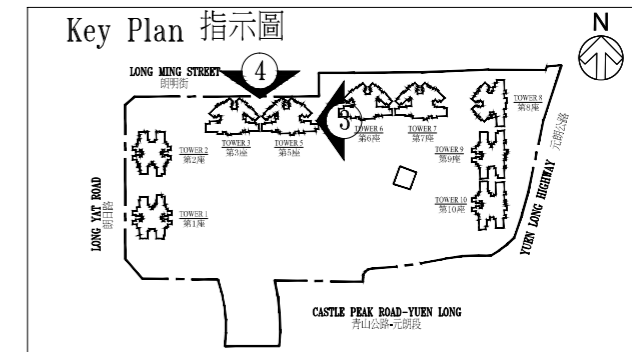 Key Plan 指示圖
N
LONG MING STREET
朗明街
4
5
TOWER 3
第3座
TOWER 5
第5座
TOWER 6
第6座
TOWER 7
第7座
TOWER 8
第8座
TOWER 2
第2座
TOWER 9
第9座
TOWER 1
第1座
TOWER 10
第10座
LONG YAT ROAD
朗日路
YUEN LONG HIGHWAY
元朗公路
CASTLE PEAK ROAD-YUEN LONG
青山公路-元朗段